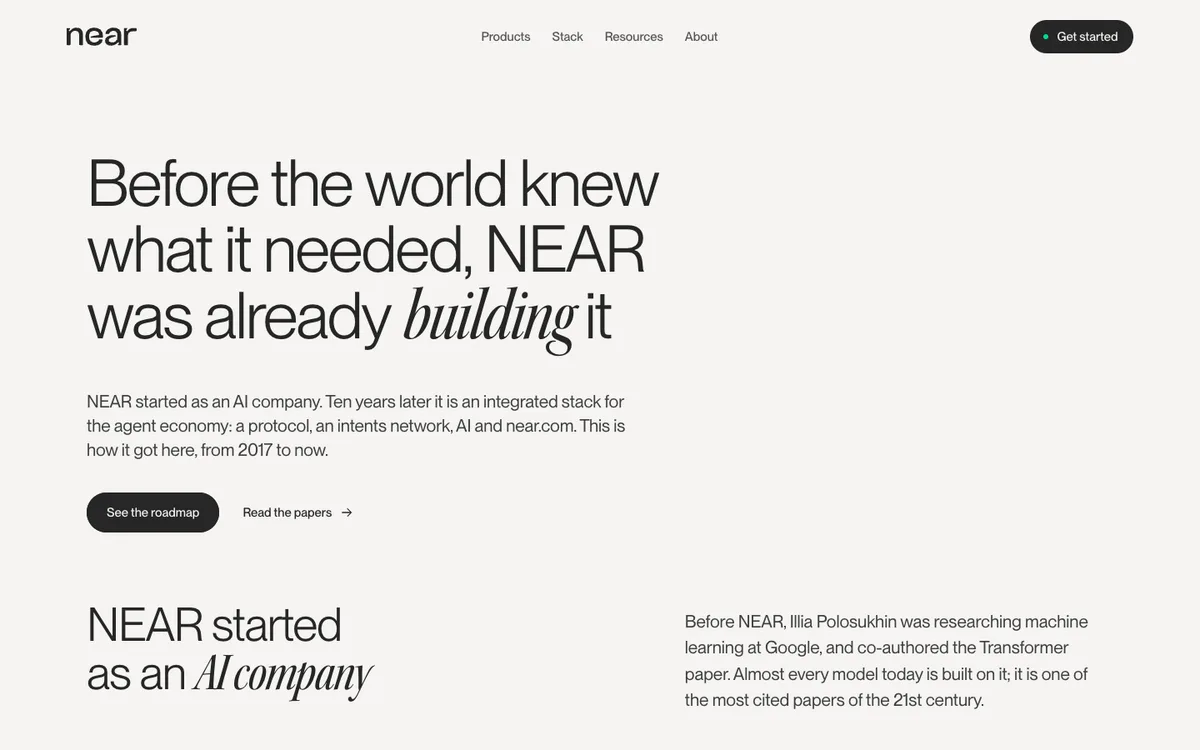 near
Products
Stack
Resources
About
Get started
Before the world knew
what it needed, NEAR
was already building it
NEAR started as an AI company. Ten years later it is an integrated stack for
the agent economy: a protocol, an intents network, AI and near.com. This is
how it got here, from 2017 to now.
See the roadmap
Read the papers →
NEAR started
as an AI company
Before NEAR, Illia Polosukhin was researching machine
learning at Google, and co-authored the Transformer
paper. Almost every model today is built on it; it is one of
the most cited papers of the 21st century.